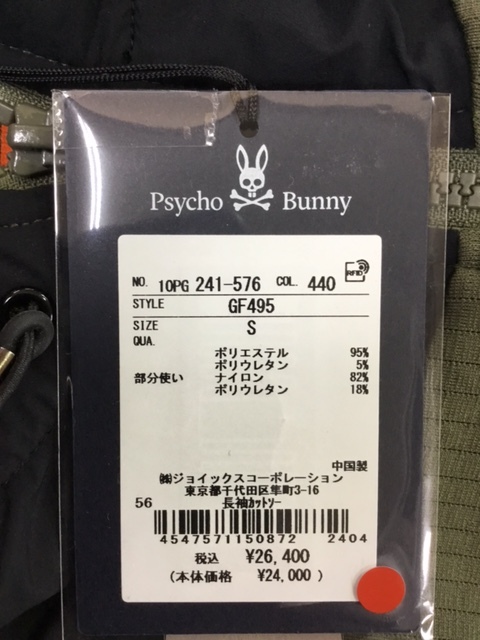 Psycho Bunny
NO. 10PG 241-576 COL. 440 RFID
STYLE GF495
SIZE S
QUA.
ポリエステル 95%
ポリウレタン 5%
部分使い ナイロン 82%
ポリウレタン 18%
中国製
㈱ジョイックスコーポレーション
東京都千代田区隼町3-16
56 長袖ｶｯﾄｿｰ
4547571150872 2404
税込 ¥26,400
(本体価格 ¥24,000)